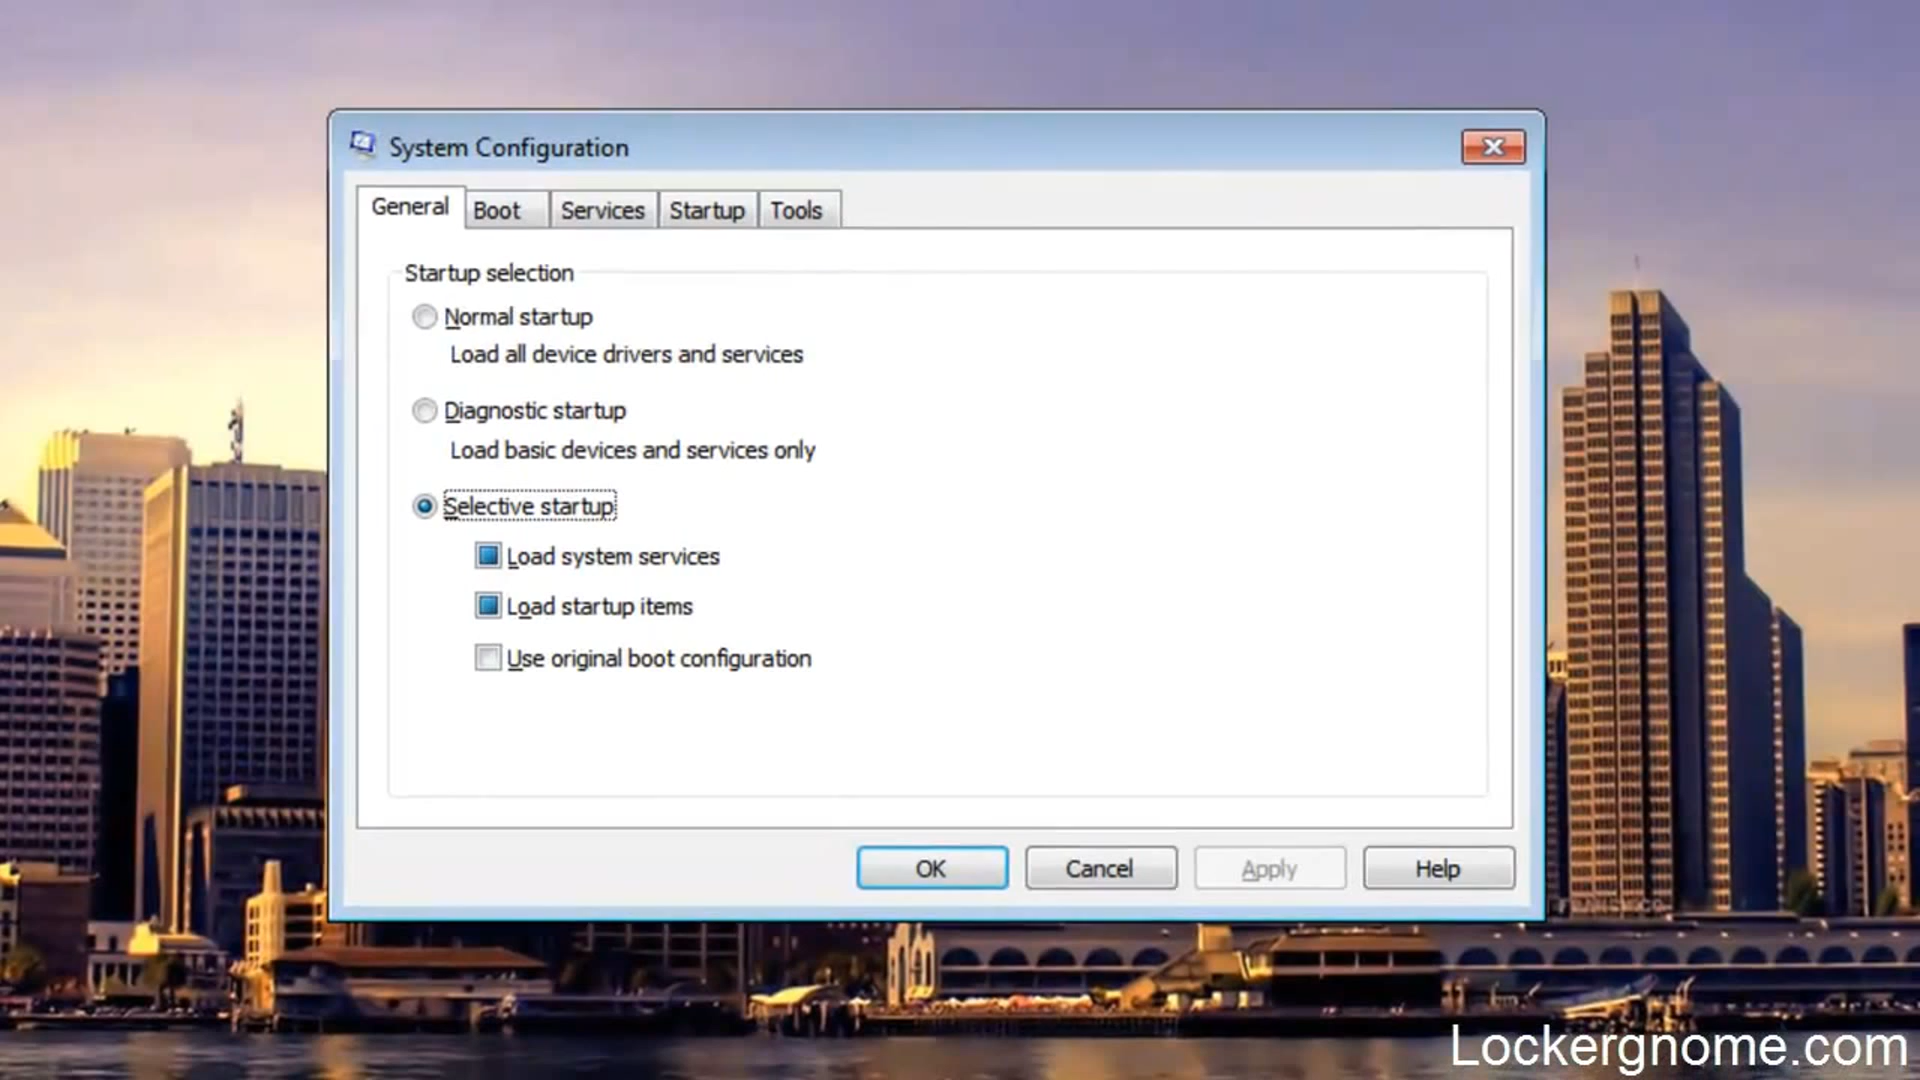 System Configuration
General Boot Services Startup Tools
Startup selection
Normal startup
Load all device drivers and services
Diagnostic startup
Load basic devices and services only
Selective startup
Load system services
Load startup items
Use original boot configuration
OK Cancel Apply Help
Lockergnome.com